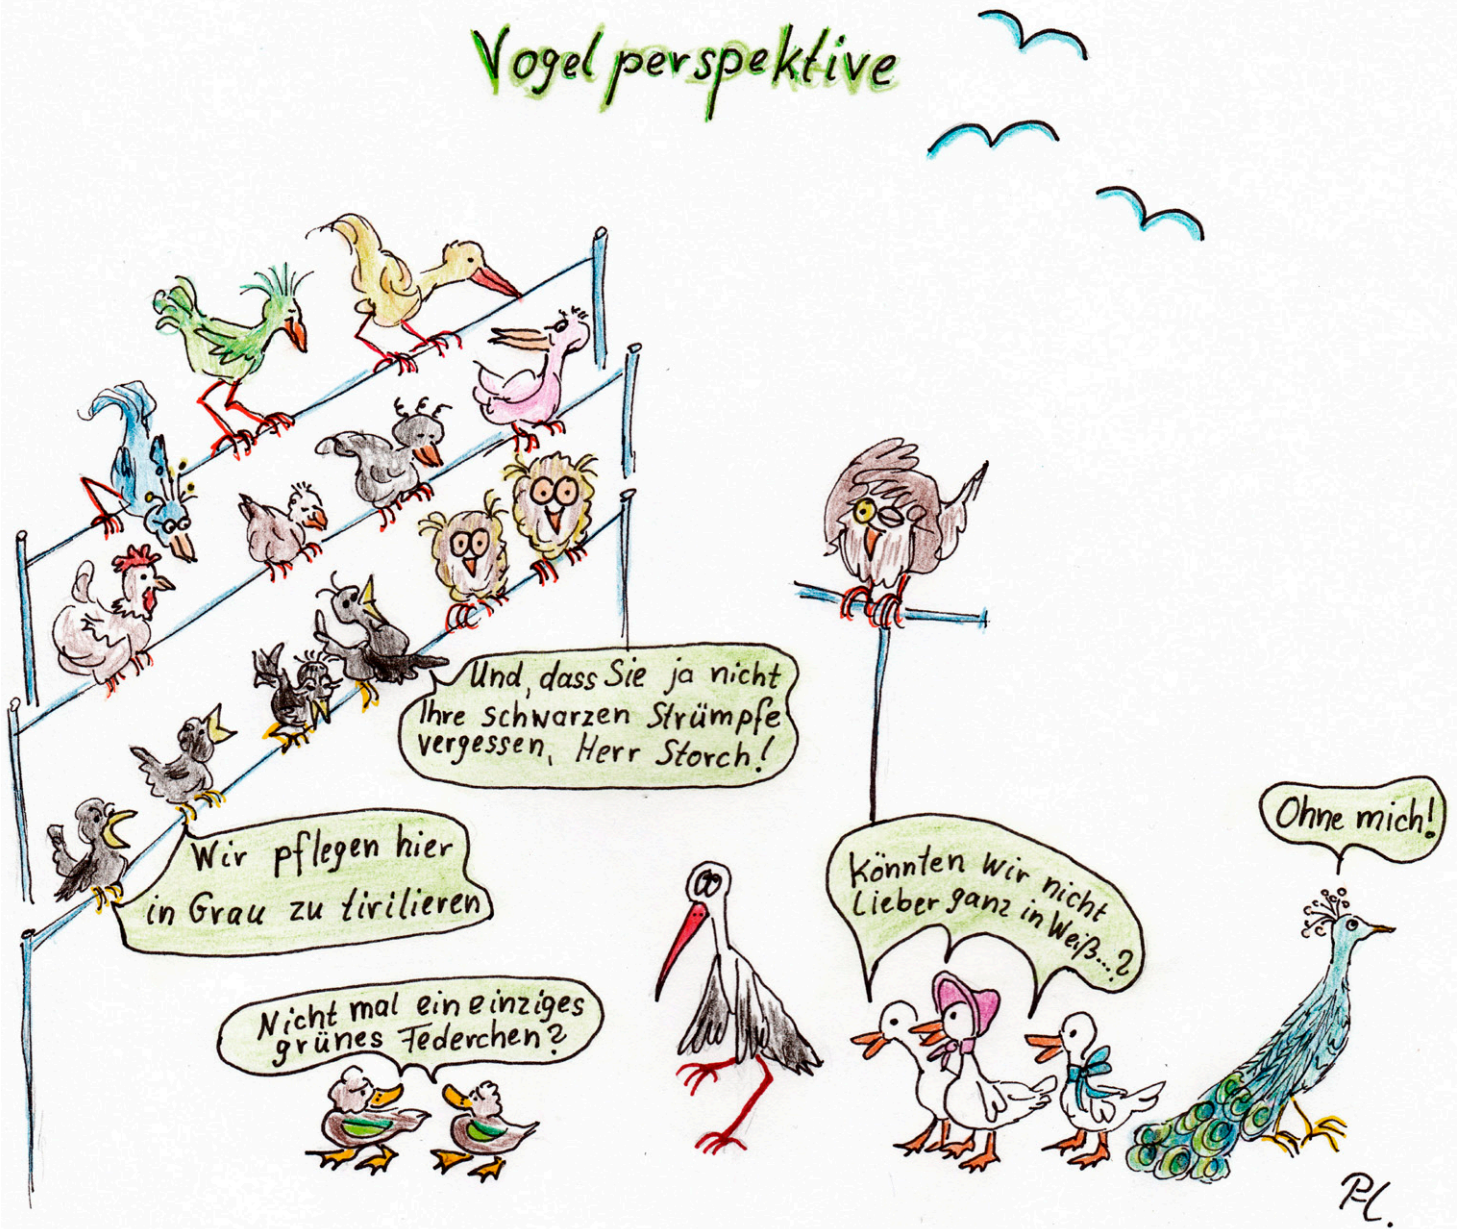 Vogelperspektive
Und, dass Sie ja nicht
Ihre schwarzen Strümpfe
vergessen, Herr Storch!
Wir pflegen hier
in Grau zu tirilieren
Nicht mal ein einziges
grünes Federchen?
Könnten wir nicht
lieber ganz in Weiß....?
Ohne mich!